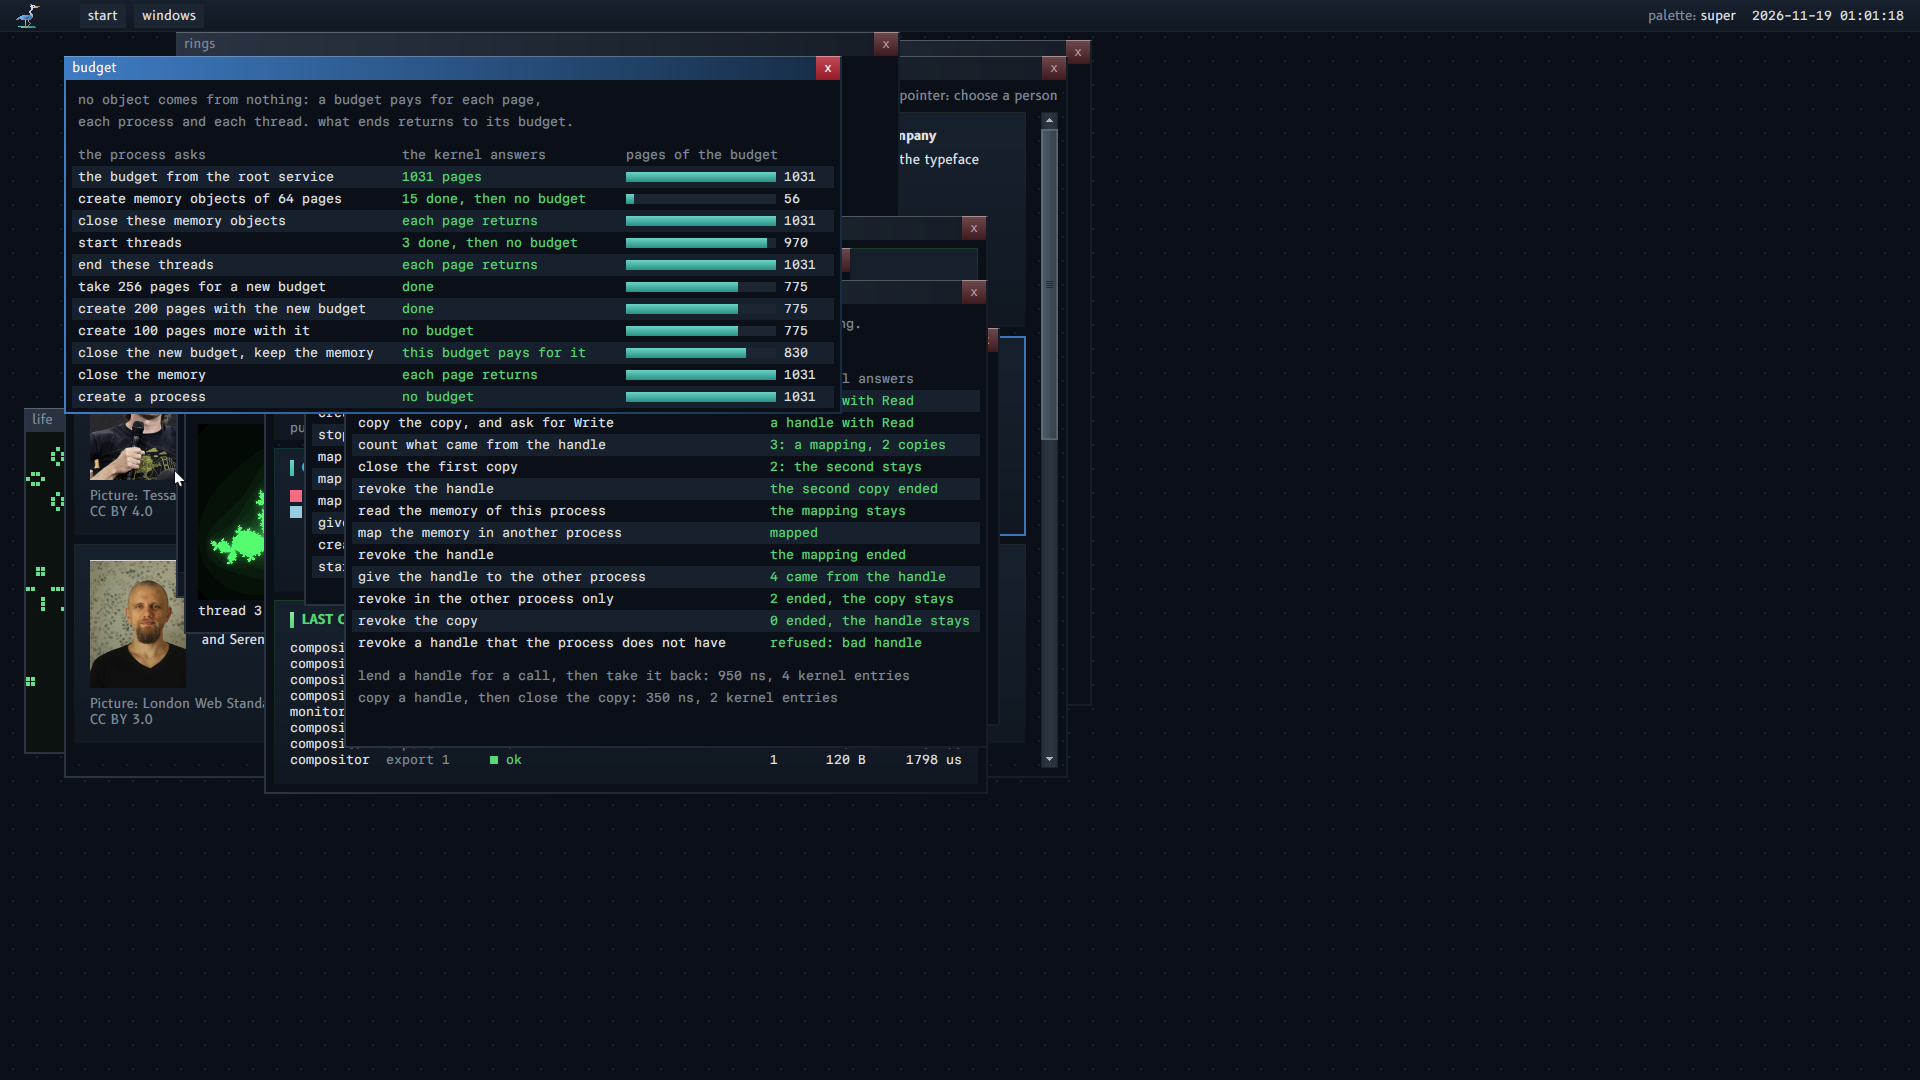 start windows palette: super 2026-11-19 01:01:18
rings x
x
budget x
x
no object comes from nothing: a budget pays for each page,
each process and each thread. what ends returns to its budget.
pointer: choose a person
the process asks the kernel answers pages of the budget
the budget from the root service 1031 pages 1031
create memory objects of 64 pages 15 done, then no budget 56
close these memory objects each page returns 1031
start threads 3 done, then no budget 970
end these threads each page returns 1031
take 256 pages for a new budget done 775
create 200 pages with the new budget done 775
create 100 pages more with it no budget 775
close the new budget, keep the memory this budget pays for it 830
close the memory each page returns 1031
create a process no budget 1031
the typeface
x
x
ng.
answers
with Read
life
copy the copy, and ask for Write a handle with Read
count what came from the handle 3: a mapping, 2 copies
close the first copy 2: the second stays
revoke the handle the second copy ended
read the memory of this process the mapping stays
map the memory in another process mapped
revoke the handle the mapping ended
give the handle to the other process 4 came from the handle
revoke in the other process only 2 ended, the copy stays
revoke the copy 0 ended, the handle stays
revoke a handle that the process does not have refused: bad handle
lend a handle for a call, then take it back: 950 ns, 4 kernel entries
copy a handle, then close the copy: 350 ns, 2 kernel entries
map
map
map
Picture: Tessa
CC BY 4.0
thread 3
and Seren
Picture: London Web Standa
CC BY 3.0
LAST
monitor
compositor export 1 ok 1 120 B 1798 us